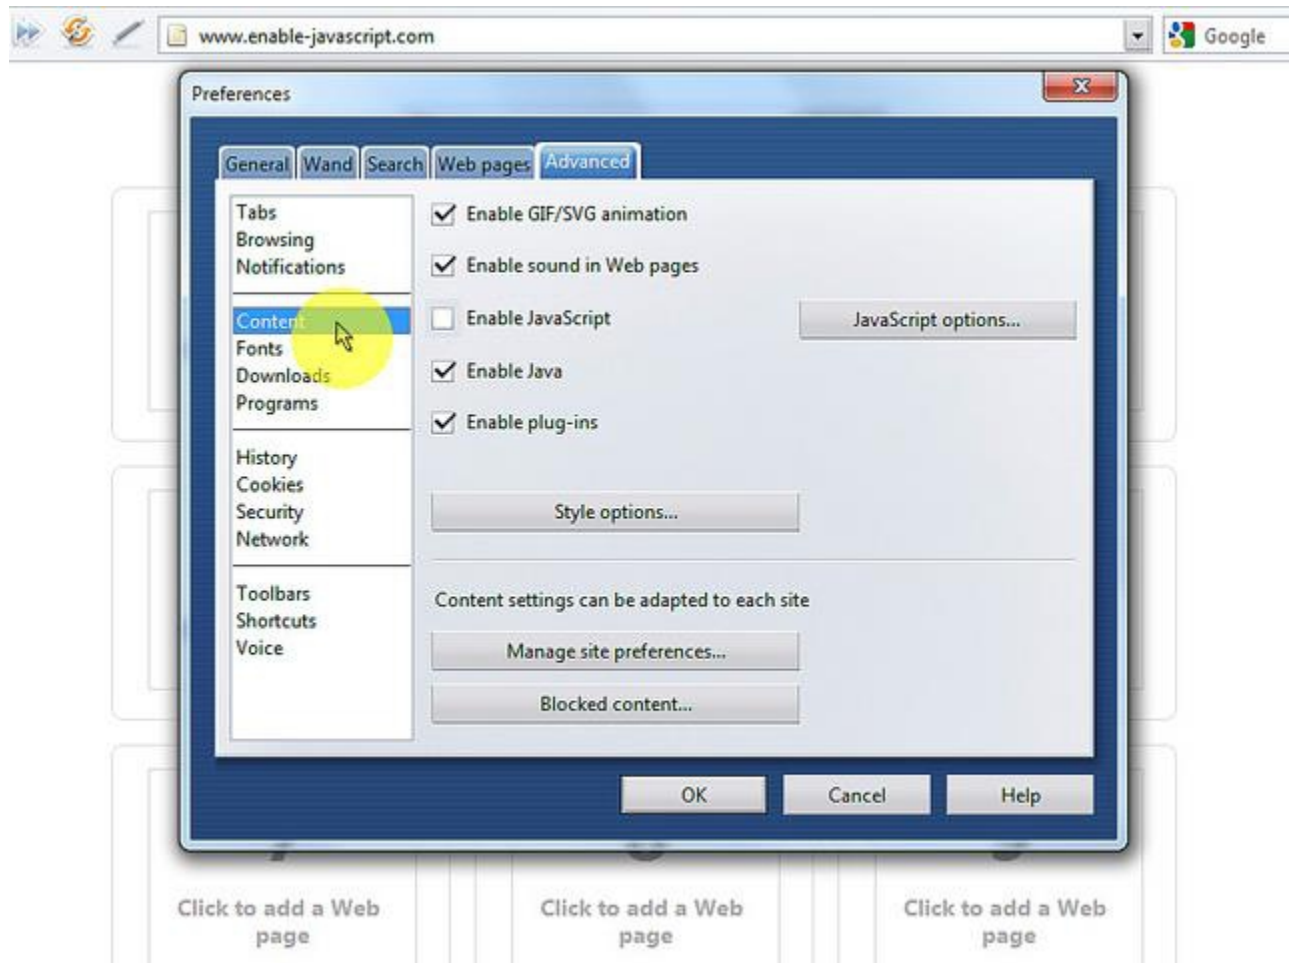 www.enable-javascript.com
Google
Preferences
General Wand Search Web pages Advanced
Tabs
Browsing
Notifications
Content
Fonts
Downloads
Programs
History
Cookies
Security
Network
Toolbars
Shortcuts
Voice
Enable GIF/SVG animation
Enable sound in Web pages
Enable JavaScript
JavaScript options...
Enable Java
Enable plug-ins
Style options...
Content settings can be adapted to each site
Manage site preferences...
Blocked content...
OK
Cancel
Help
Click to add a Web
page
Click to add a Web
page
Click to add a Web
page